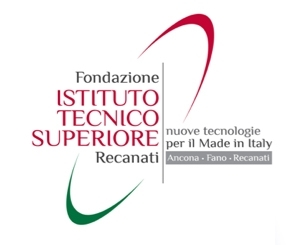 Fondazione
ISTITUTO
TECNICO
SUPERIORE
Recanati
nuove tecnologie
per il Made in Italy
Ancona - Fano - Recanati